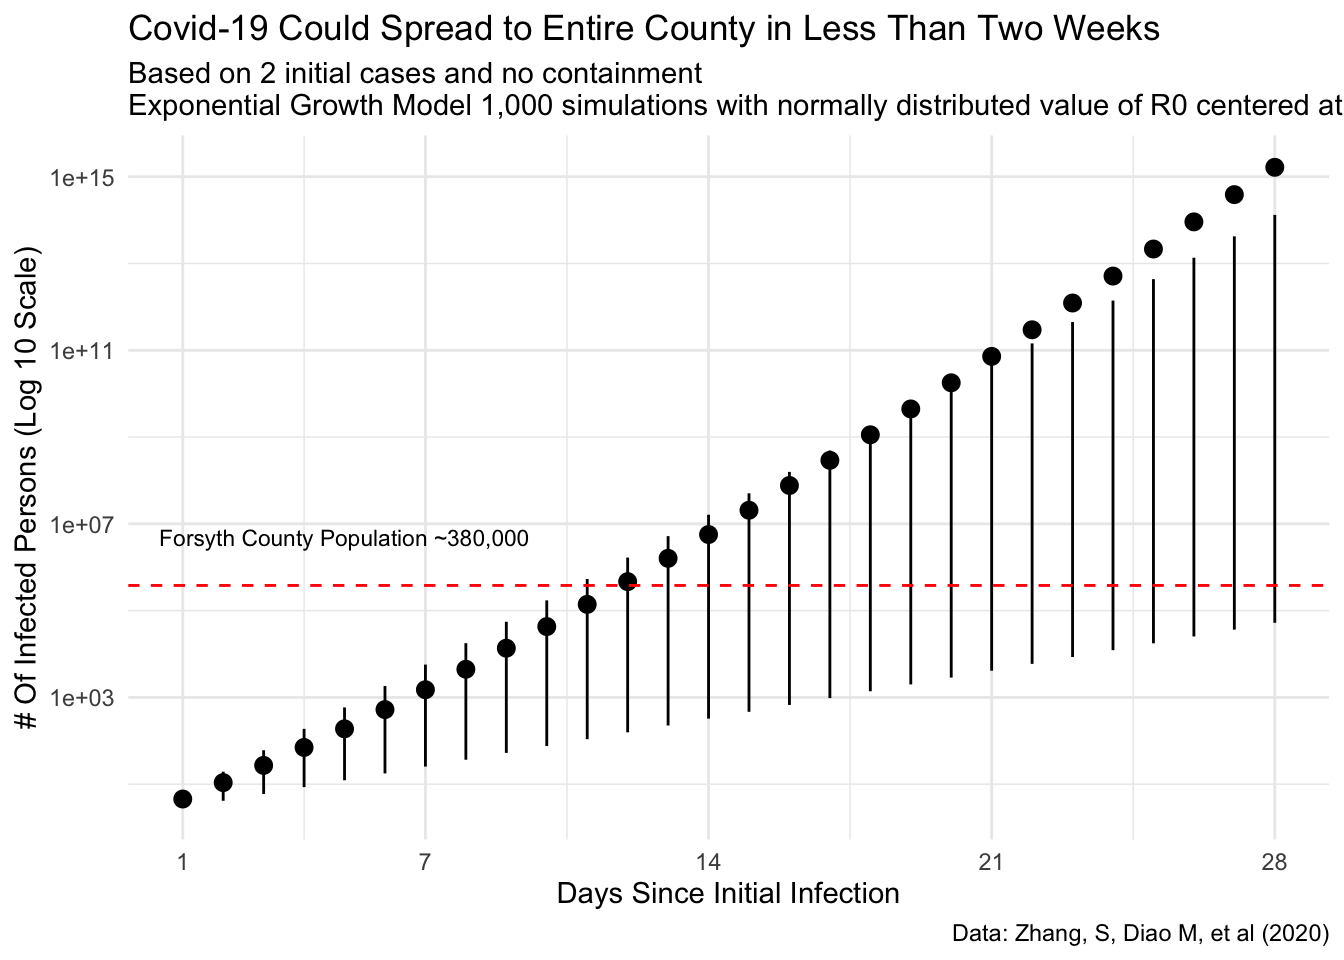 Covid-19 Could Spread to Entire County in Less Than Two Weeks
Based on 2 initial cases and no containment
Exponential Growth Model 1,000 simulations with normally distributed value of R0 centered at
# Of Infected Persons (Log 10 Scale)
1e+15
1e+11
1e+07
1e+03
Forsyth County Population ~380,000
1 7 14 21 28
Days Since Initial Infection
Data: Zhang, S, Diao M, et al (2020)